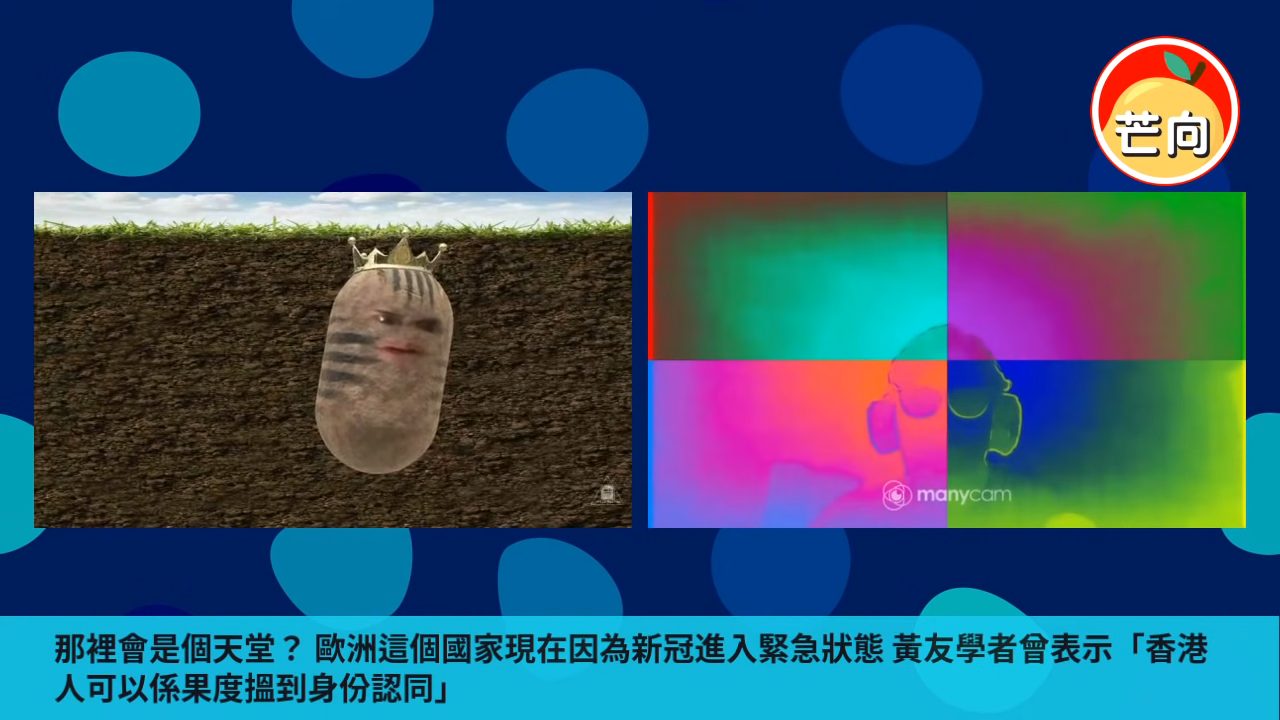 芒向
manycam
那裡會是個天堂？ 歐洲這個國家現在因為新冠進入緊急狀態 黃友學者曾表示「香港
人可以係果度搵到身份認同」